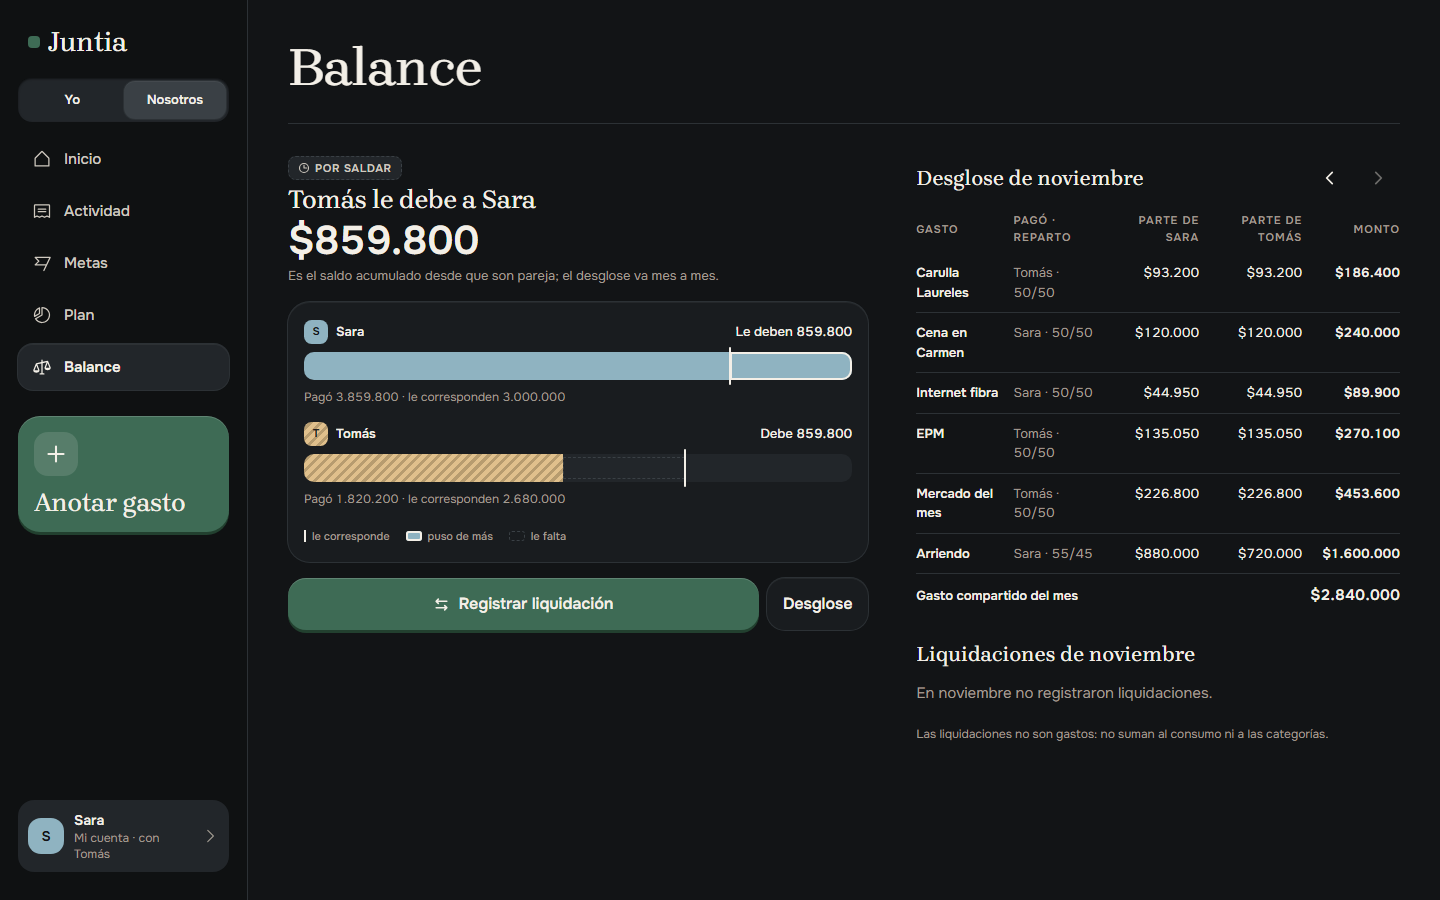 Juntia
Yo
Nosotros
Inicio
Actividad
Metas
Plan
Balance
Anotar gasto
S
Sara
Mi cuenta · con
Tomás
Balance
POR SALDAR
Tomás le debe a Sara
$859.800
Es el saldo acumulado desde que son pareja; el desglose va mes a mes.
S Sara Le deben 859.800
Pagó 3.859.800 · le corresponden 3.000.000
T Tomás Debe 859.800
Pagó 1.820.200 · le corresponden 2.680.000
le corresponde puso de más le falta
Registrar liquidación
Desglose
Desglose de noviembre
GASTO PAGÓ · REPARTO PARTE DE SARA PARTE DE TOMÁS MONTO
Carulla Laureles Tomás · 50/50 $93.200 $93.200 $186.400
Cena en Carmen Sara · 50/50 $120.000 $120.000 $240.000
Internet fibra Sara · 50/50 $44.950 $44.950 $89.900
EPM Tomás · 50/50 $135.050 $135.050 $270.100
Mercado del mes Tomás · 50/50 $226.800 $226.800 $453.600
Arriendo Sara · 55/45 $880.000 $720.000 $1.600.000
Gasto compartido del mes $2.840.000
Liquidaciones de noviembre
En noviembre no registraron liquidaciones.
Las liquidaciones no son gastos: no suman al consumo ni a las categorías.